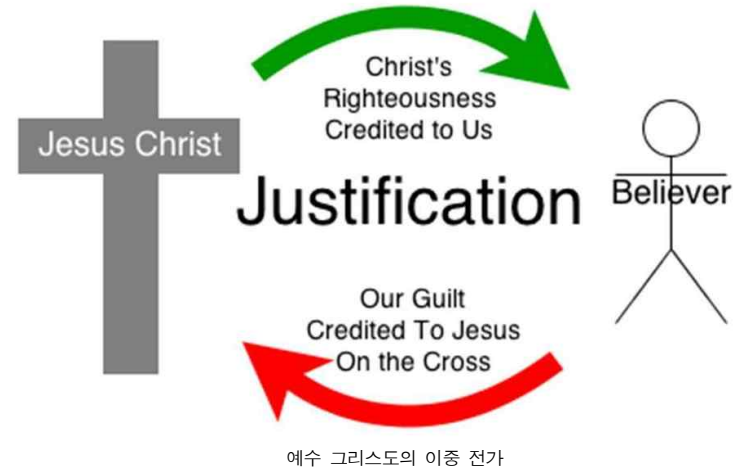 Christ's
Righteousness
Credited to Us
Jesus Christ
Justification
Believer
Our Guilt
Credited To Jesus
On the Cross
예수 그리스도의 이중 전가